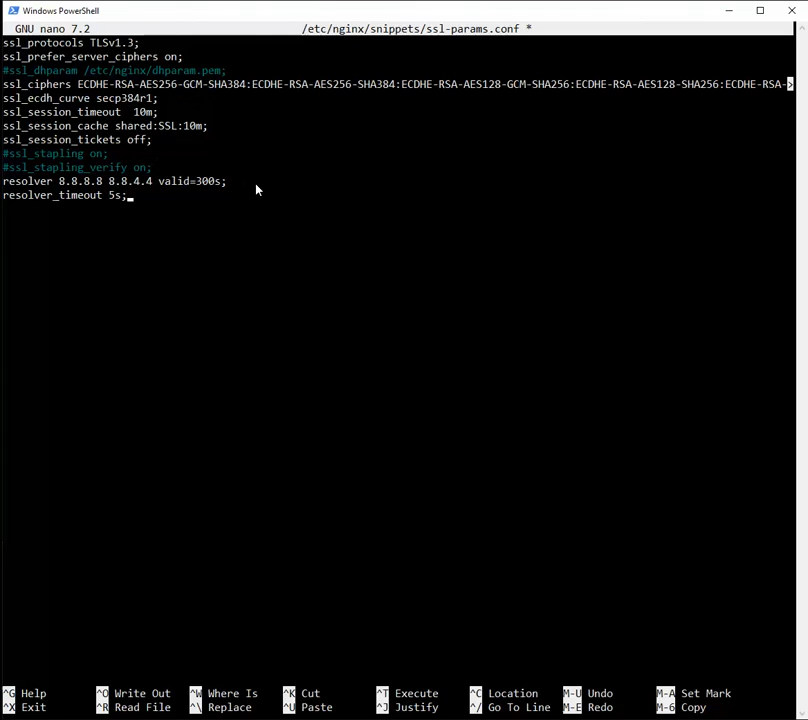 Windows PowerShell
GNU nano 7.2 /etc/nginx/snippets/ssl-params.conf *
ssl_protocols TLSv1.3;
ssl_prefer_server_ciphers on;
#ssl_dhparam /etc/nginx/dhparam.pem;
ssl_ciphers ECDHE-RSA-AES256-GCM-SHA384:ECDHE-RSA-AES256-SHA384:ECDHE-RSA-AES128-GCM-SHA256:ECDHE-RSA-AES128-SHA256:ECDHE-RSA->
ssl_ecdh_curve secp384r1;
ssl_session_timeout  10m;
ssl_session_cache shared:SSL:10m;
ssl_session_tickets off;
#ssl_stapling on;
#ssl_stapling_verify on;
resolver 8.8.8.8 8.8.4.4 valid=300s;
resolver_timeout 5s;
^G Help ^O Write Out ^W Where Is ^K Cut ^T Execute ^C Location M-U Undo M-A Set Mark
^X Exit ^R Read File ^\ Replace ^U Paste ^J Justify ^/ Go To Line M-E Redo M-6 Copy